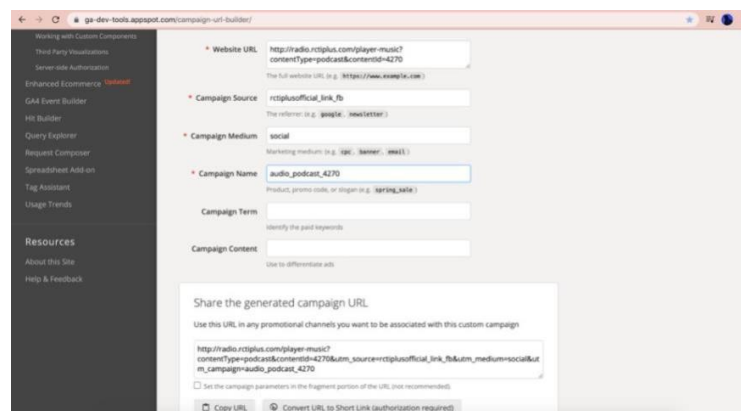 ga-dev-tools.appspot.com/campaign-url-builder/
Working with Custom Components
Third Party Visualizations
Server-side Authorization
Enhanced Ecommerce Updated!
GA4 Event Builder
Hit Builder
Query Explorer
Request Composer
Spreadsheet Add-on
Tag Assistant
Usage Trends
Resources
About this Site
Help & Feedback
* Website URL
http://radio.rctiplus.com/player-music?
contentType=podcast&contentId=4270
The full website URL (e.g. https://www.example.com )
* Campaign Source
rctiplusofficial_link_fb
The referrer: (e.g. google , newsletter )
* Campaign Medium
social
Marketing medium: (e.g. cpc , banner , email )
* Campaign Name
audio_podcast_4270
Product, promo code, or slogan (e.g. spring_sale )
Campaign Term
Identify the paid keywords
Campaign Content
Use to differentiate ads
Share the generated campaign URL
Use this URL in any promotional channels you want to be associated with this custom campaign
http://radio.rctiplus.com/player-music?
contentType=podcast&contentId=4270&utm_source=rctiplusofficial_link_fb&utm_medium=social&ut
m_campaign=audio_podcast_4270
Set the campaign parameters in the fragment portion of the URL (not recommended).
Copy URL
Convert URL to Short Link (authorization required)